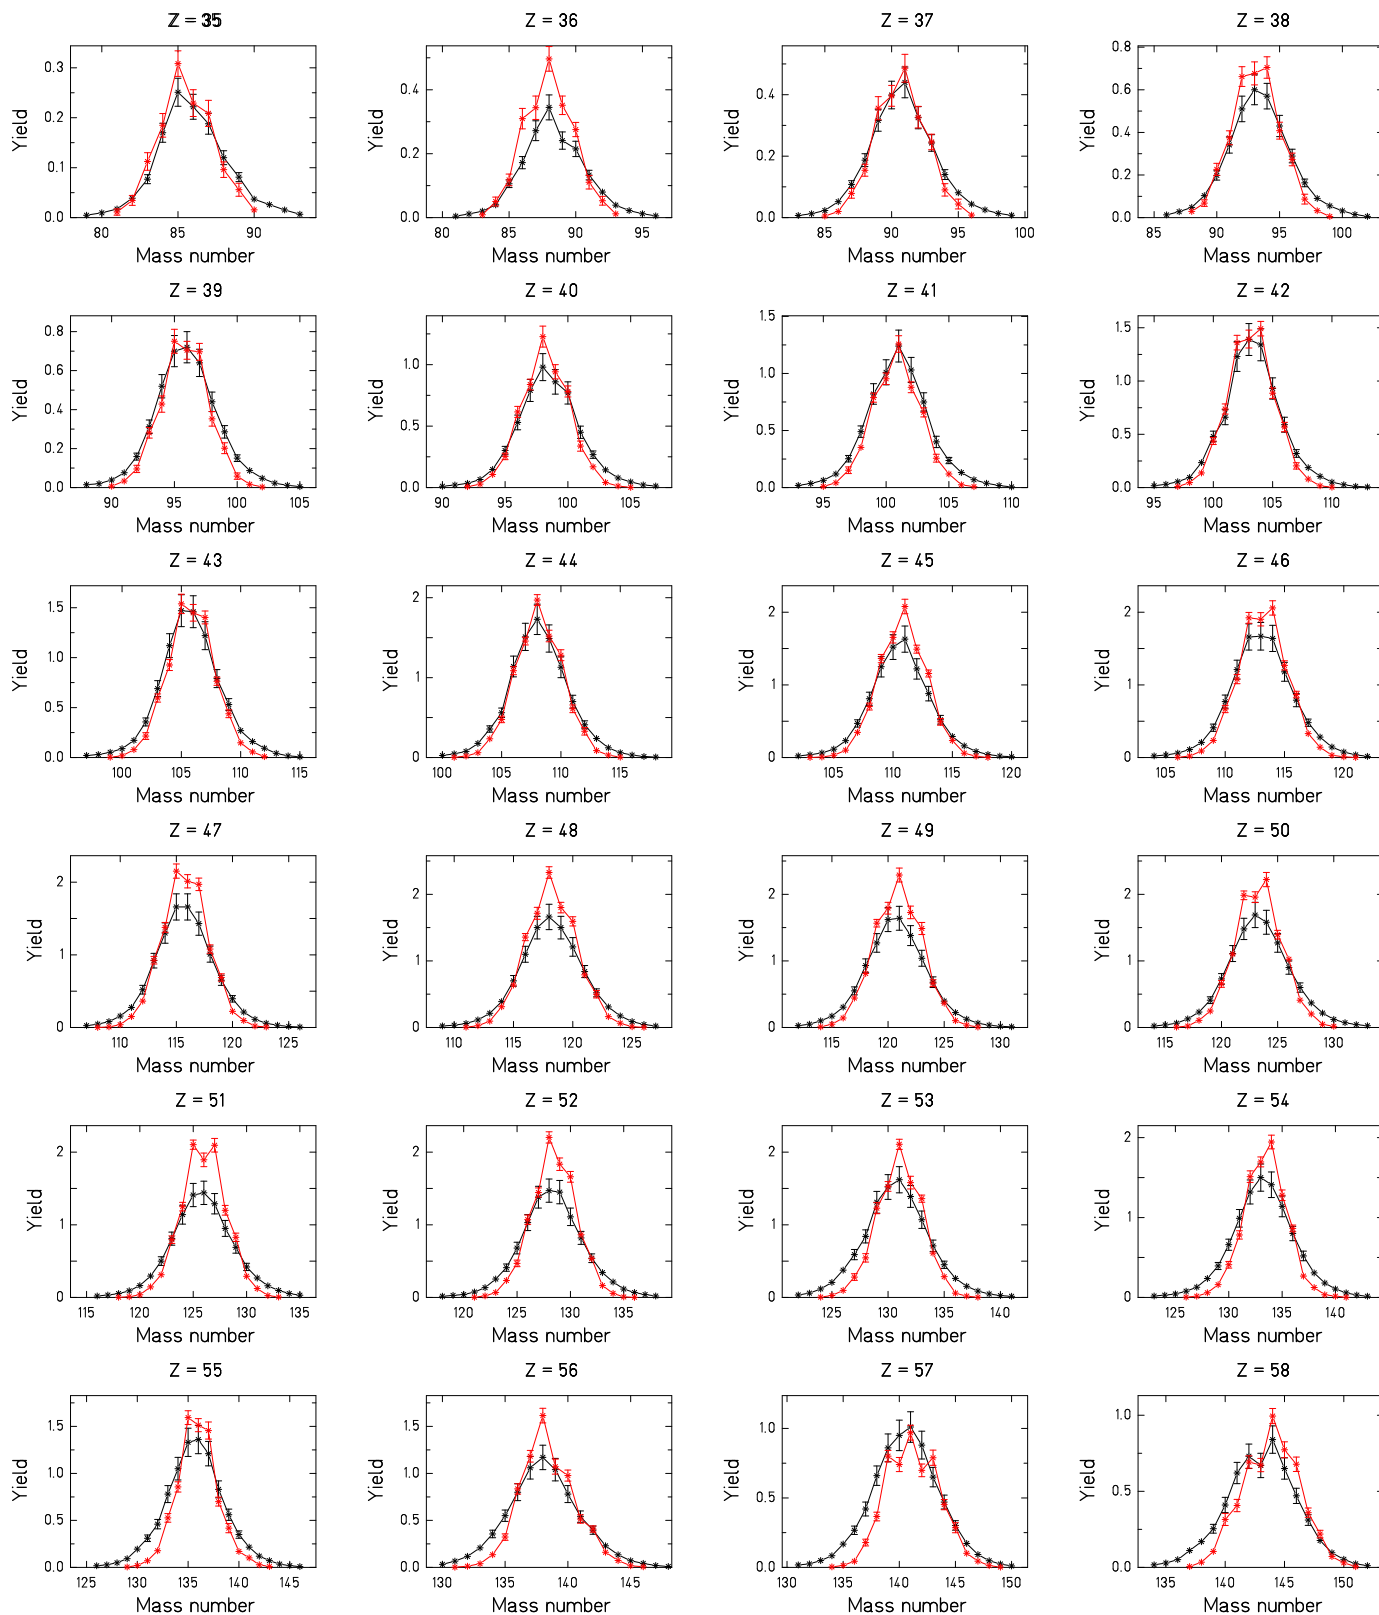 Z = 35
0.3
0.2
0.1
0.0
Yield
80
85
90
Mass number
Z = 36
0.4
0.2
0.0
Yield
80
85
90
95
Mass number
Z = 37
0.4
0.2
0.0
Yield
85
90
95
100
Mass number
Z = 38
0.8
0.6
0.4
0.2
0.0
Yield
85
90
95
100
Mass number
Z = 39
0.8
0.6
0.4
0.2
0.0
Yield
90
95
100
105
Mass number
Z = 40
1.0
0.5
0.0
Yield
90
95
100
105
Mass number
Z = 41
1.5
1.0
0.5
0.0
Yield
95
100
105
110
Mass number
Z = 42
1.5
1.0
0.5
0.0
Yield
95
100
105
110
Mass number
Z = 43
1.5
1.0
0.5
0.0
Yield
100
105
110
115
Mass number
Z = 44
2
1
0
Yield
100
105
110
115
Mass number
Z = 45
2
1
0
Yield
105
110
115
120
Mass number
Z = 46
2
1
0
Yield
105
110
115
120
Mass number
Z = 47
2
1
0
Yield
110
115
120
125
Mass number
Z = 48
2
1
0
Yield
110
115
120
125
Mass number
Z = 49
2
1
0
Yield
115
120
125
130
Mass number
Z = 50
2
1
0
Yield
115
120
125
130
Mass number
Z = 51
2
1
0
Yield
115
120
125
130
135
Mass number
Z = 52
2
1
0
Yield
120
125
130
135
Mass number
Z = 53
2
1
0
Yield
125
130
135
140
Mass number
Z = 54
2
1
0
Yield
125
130
135
140
Mass number
Z = 55
1.5
1.0
0.5
0.0
Yield
125
130
135
140
145
Mass number
Z = 56
1.5
1.0
0.5
0.0
Yield
130
135
140
145
Mass number
Z = 57
1.0
0.5
0.0
Yield
130
135
140
145
150
Mass number
Z = 58
1.0
0.5
0.0
Yield
135
140
145
150
Mass number